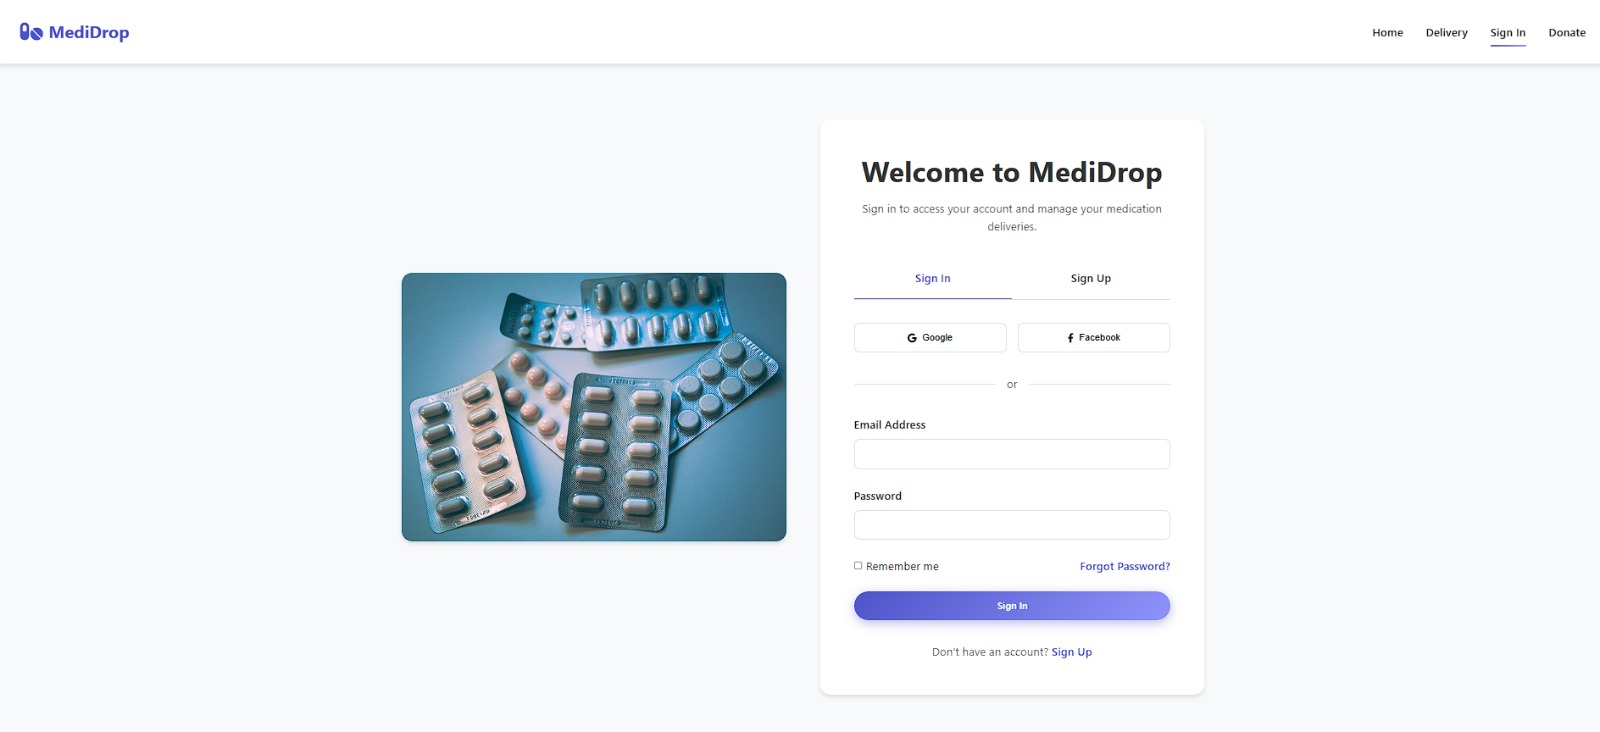 MediDrop
Home
Delivery
Sign In
Donate
Welcome to MediDrop
Sign in to access your account and manage your medication
deliveries.
Sign In
Sign Up
Google
Facebook
or
Email Address
Password
Remember me
Forgot Password?
Sign In
Don't have an account? Sign Up